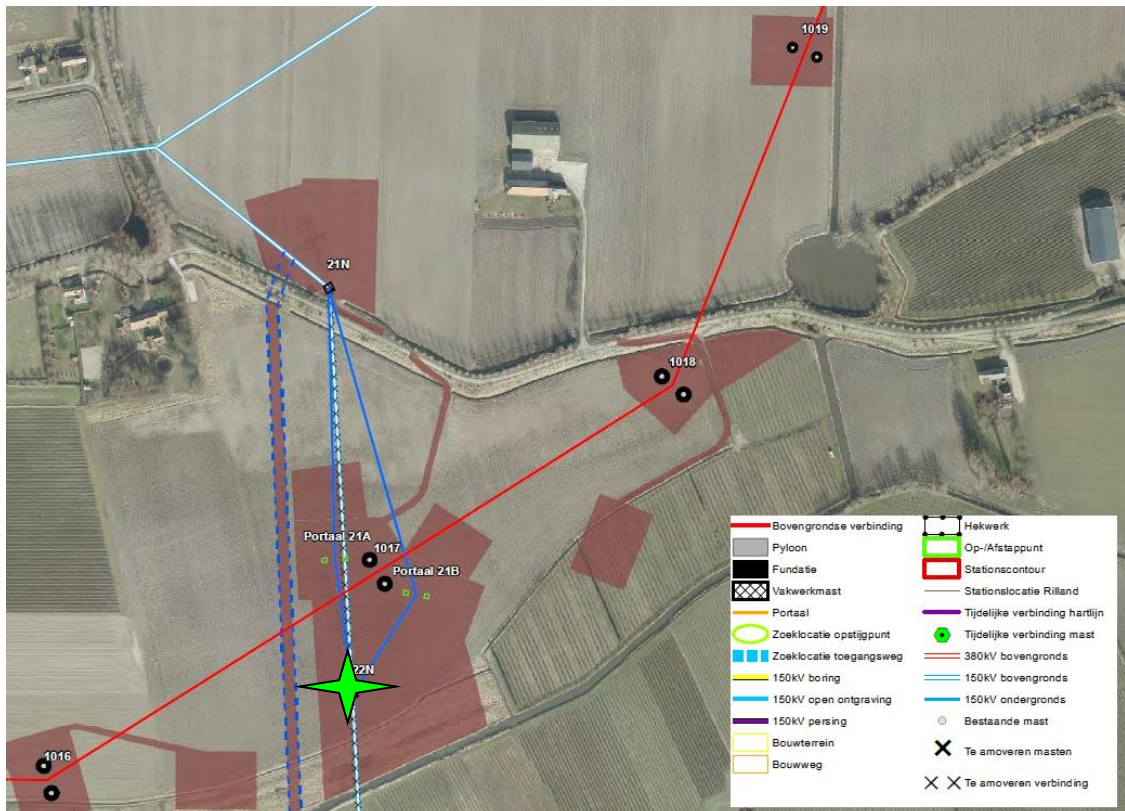 1019
21N
1018
Portaal 21A
1017
Portaal 21B
22N
1016
Bovengrondse verbinding
Pyloon
Fundatie
Vakwerkmast
Portaal
Zoeklocatie opstijgpunt
Zoeklocatie toegangsweg
150kV boring
150kV open ontgraving
150kV persing
Bouwterrein
Bouwweg
Hekwerk
Op-/Afstappunt
Stationscontour
Stationslocatie Rilland
Tijdelijke verbinding hartlijn
Tijdelijke verbinding mast
380kV bovengronds
150kV bovengronds
150kV ondergronds
Bestaande mast
Te amoveren masten
Te amoveren verbinding